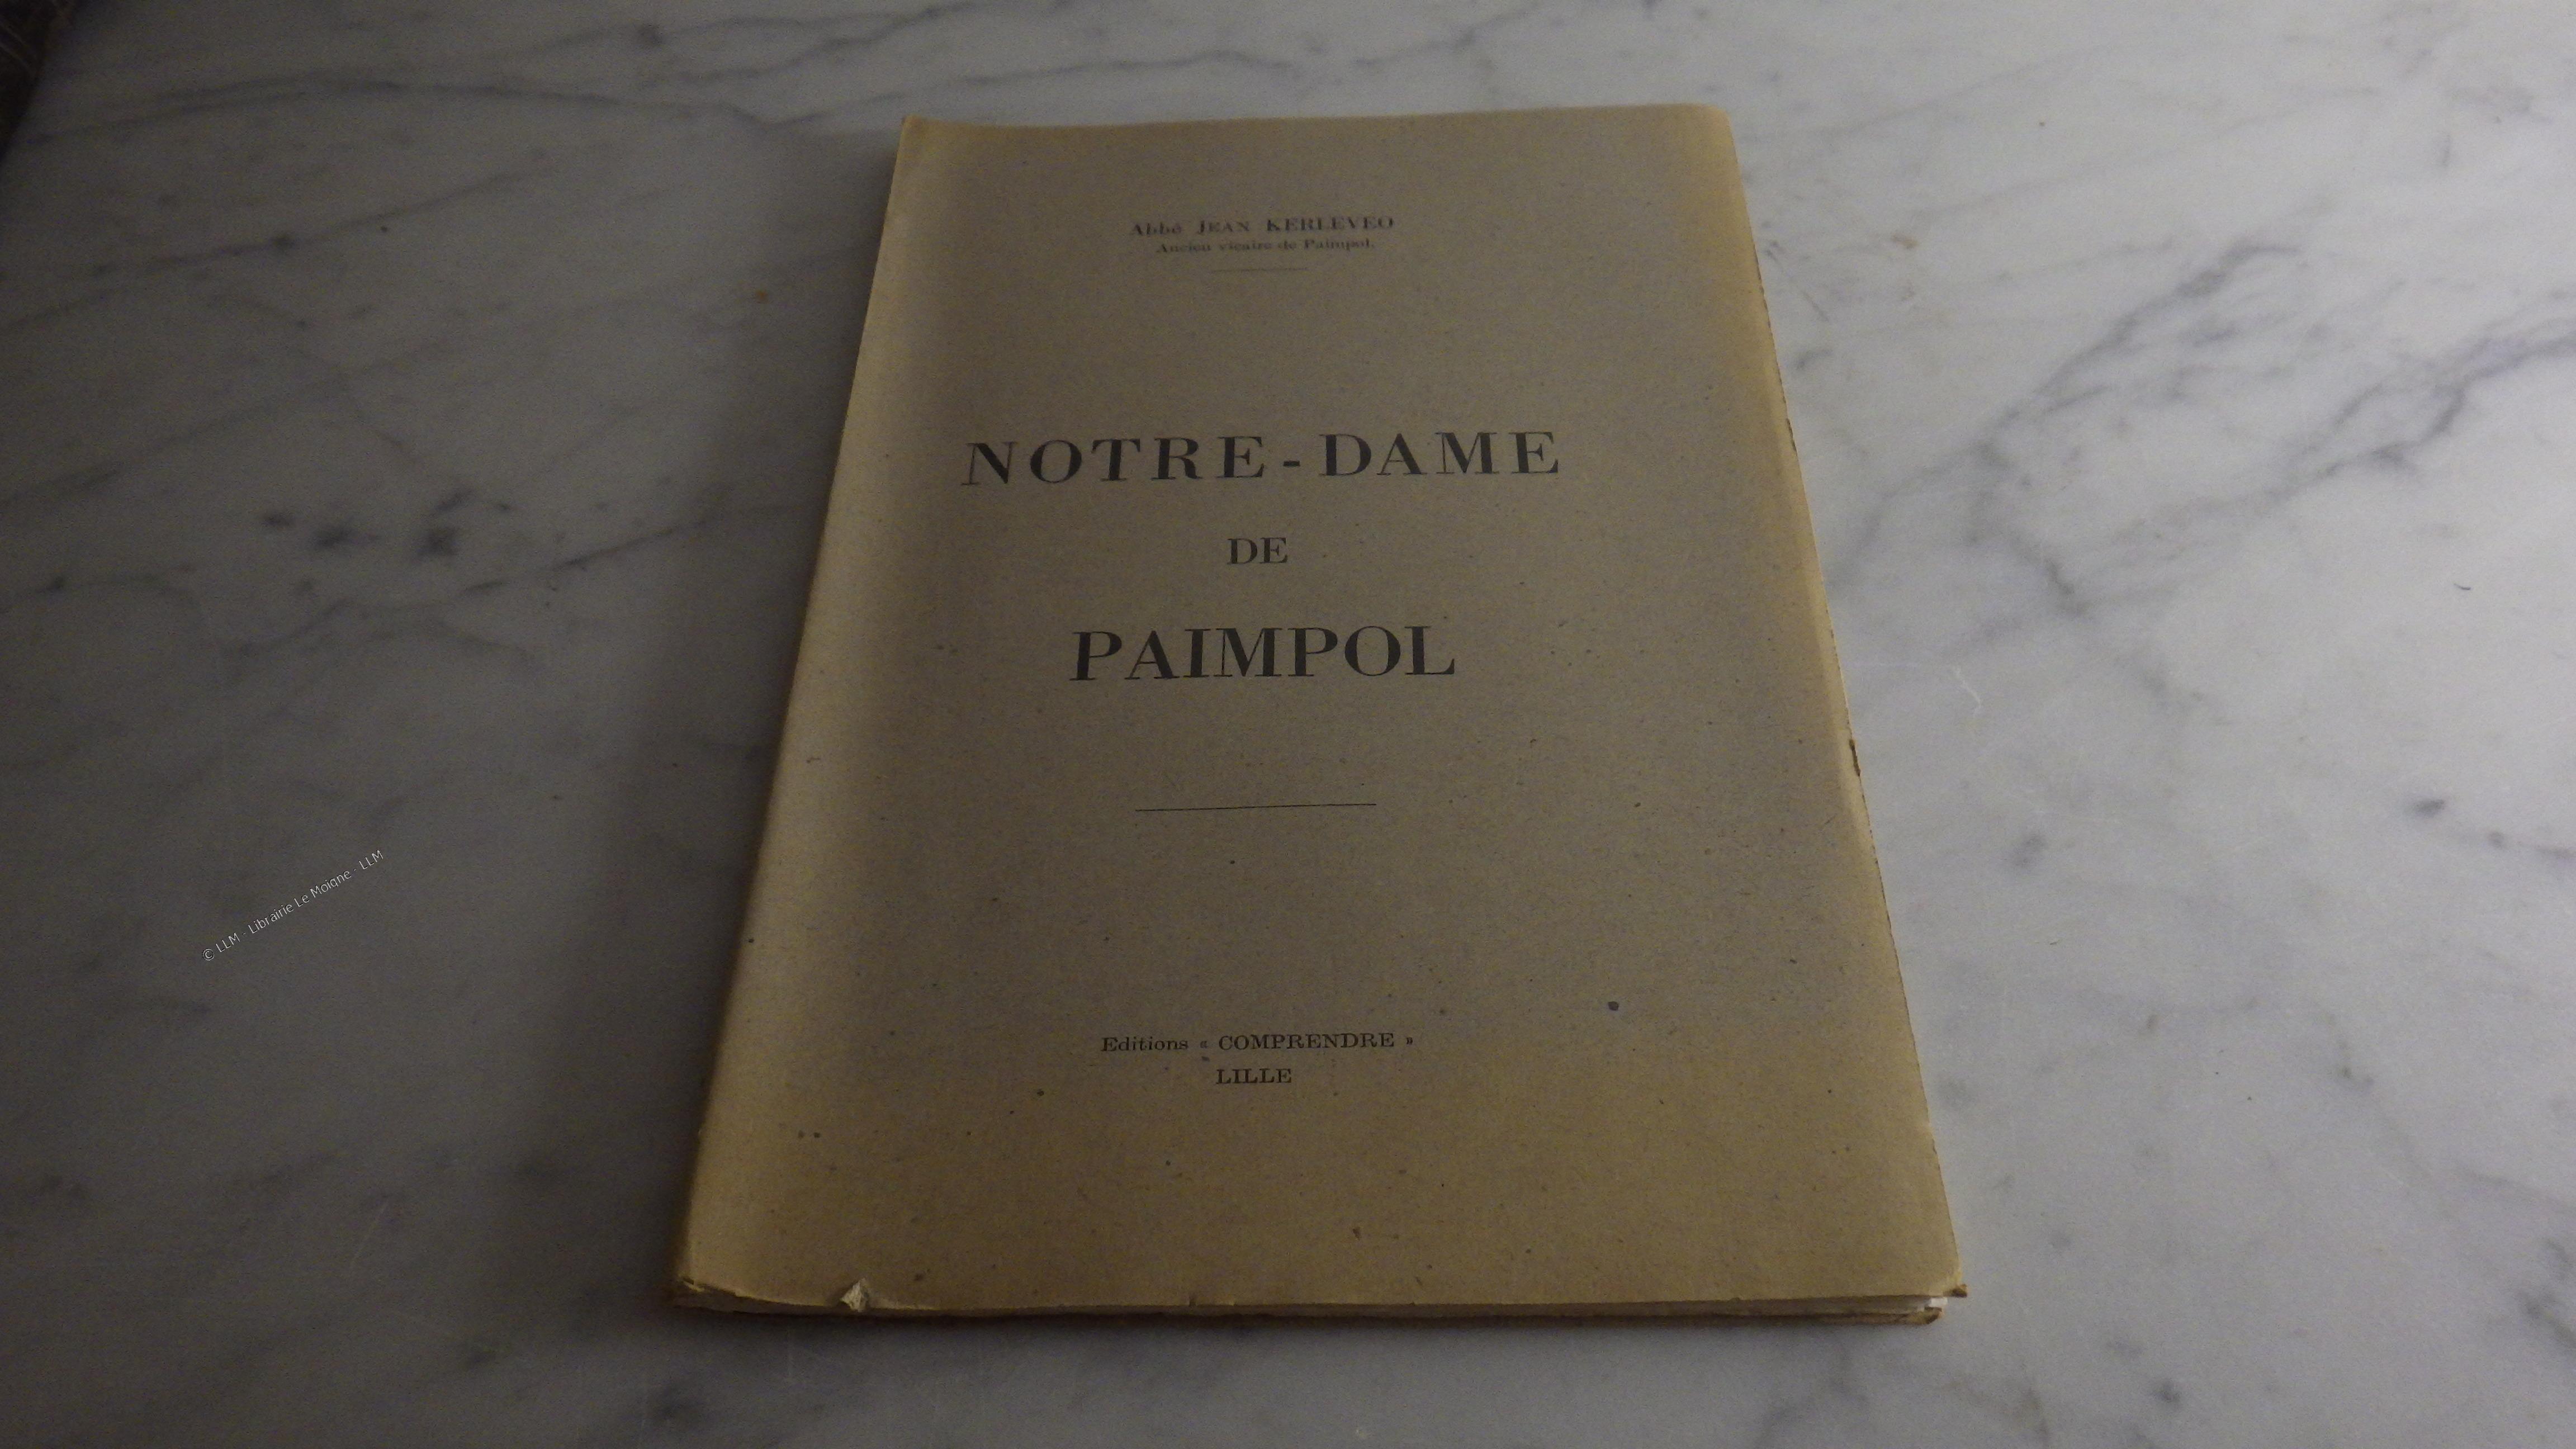 Abbé JEAN KERLEVEO
Ancien vicaire de Paimpol.
NOTRE-DAME
DE
PAIMPOL
Editions « COMPRENDRE »
LILLE
© LLM - Librairie Le Moigne - LLM